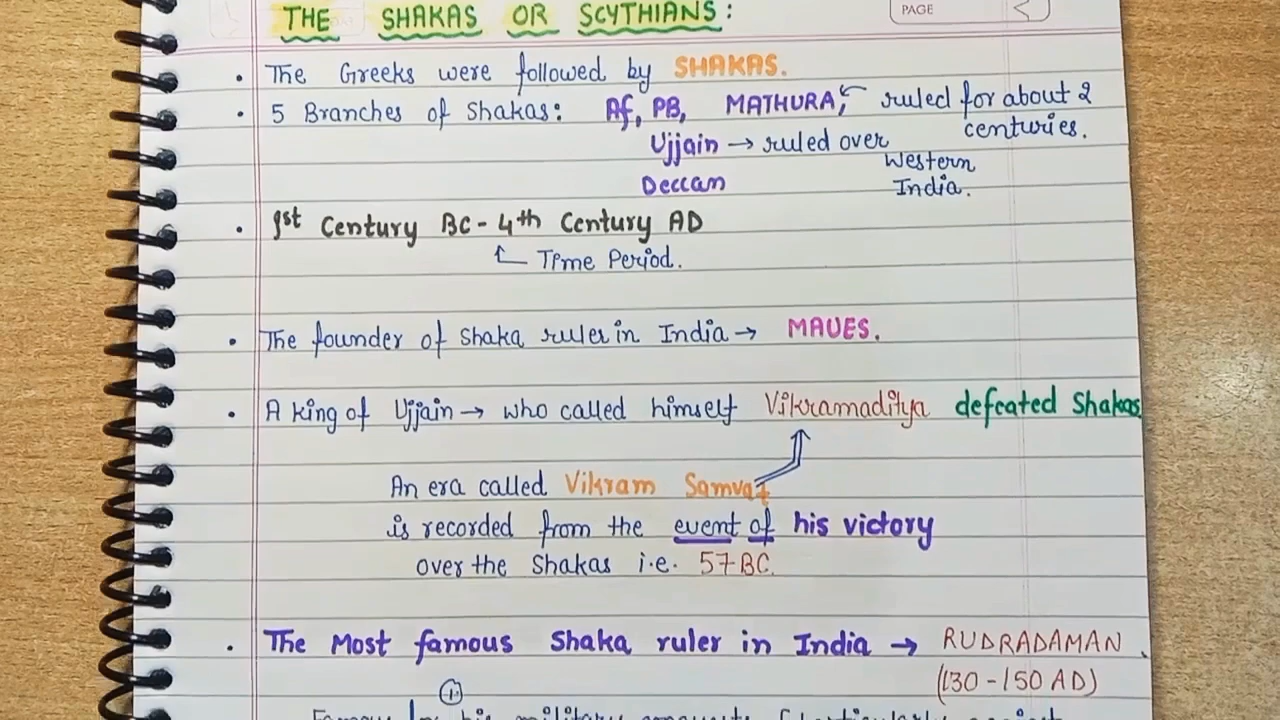 THE SHAKAS OR SCYTHIANS:
PAGE
• The Greeks were followed by SHAKAS.
• 5 Branches of Shakas: Af, PB, MATHURA, ruled for about 2
centuries.
Ujjain → ruled over
Western
India.
Deccan
• 1st Century BC - 4th Century AD
Time Period.
• The founder of Shaka ruler in India → MAUES.
• A king of Ujjain → who called himself Vikramaditya defeated Shakas
An era called Vikram Samvat
is recorded from the event of his victory
over the Shakas i.e. 57 BC.
• The Most famous Shaka ruler in India → RUDRADAMAN.
(130 - 150 AD)
1.